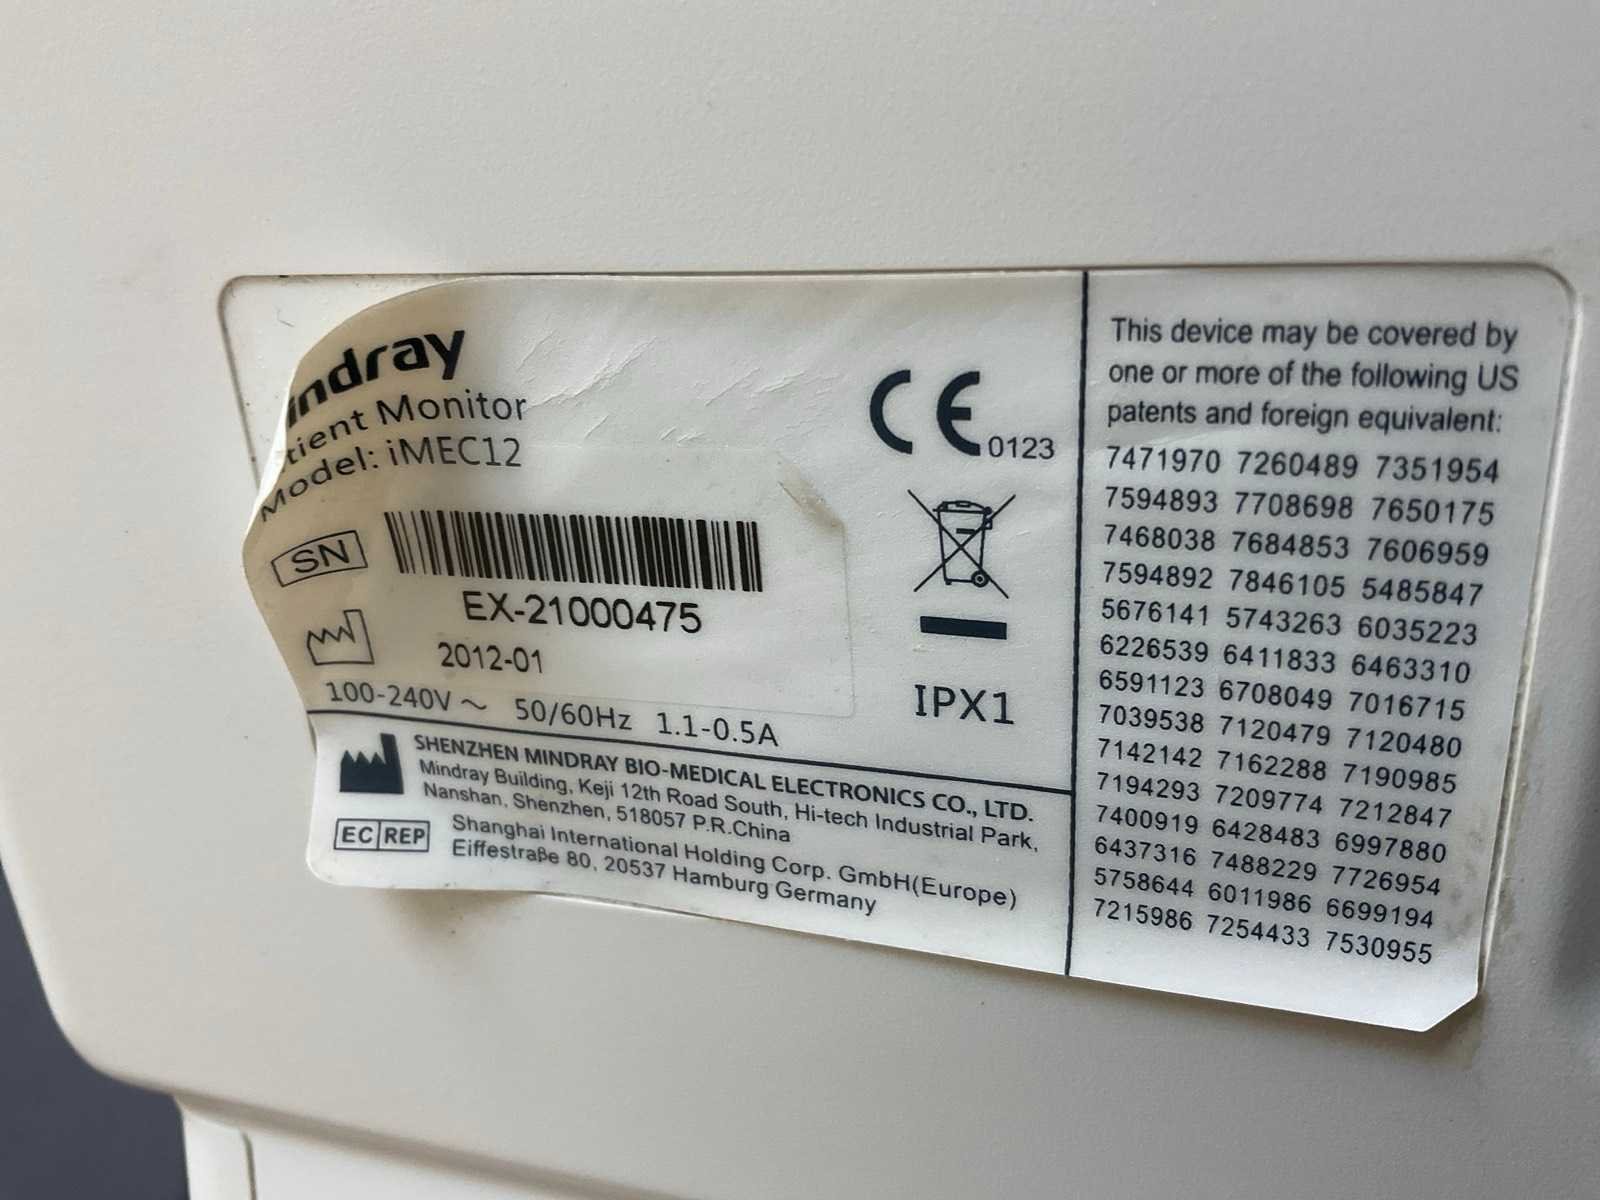 indray
tient Monitor
Model: iMEC12
SN
EX-21000475
2012-01
100-240V ~ 50/60Hz 1.1-0.5A
CE 0123
IPX1
SHENZHEN MINDRAY BIO-MEDICAL ELECTRONICS CO., LTD.
Mindray Building, Keji 12th Road South, Hi-tech Industrial Park,
Nanshan, Shenzhen, 518057 P.R.China
EC REP
Shanghai International Holding Corp. GmbH(Europe)
Eiffestraße 80, 20537 Hamburg Germany
This device may be covered by
one or more of the following US
patents and foreign equivalent:
7471970 7260489 7351954
7594893 7708698 7650175
7468038 7684853 7606959
7594892 7846105 5485847
5676141 5743263 6035223
6226539 6411833 6463310
6591123 6708049 7016715
7039538 7120479 7120480
7142142 7162288 7190985
7194293 7209774 7212847
7400919 6428483 6997880
6437316 7488229 7726954
5758644 6011986 6699194
7215986 7254433 7530955